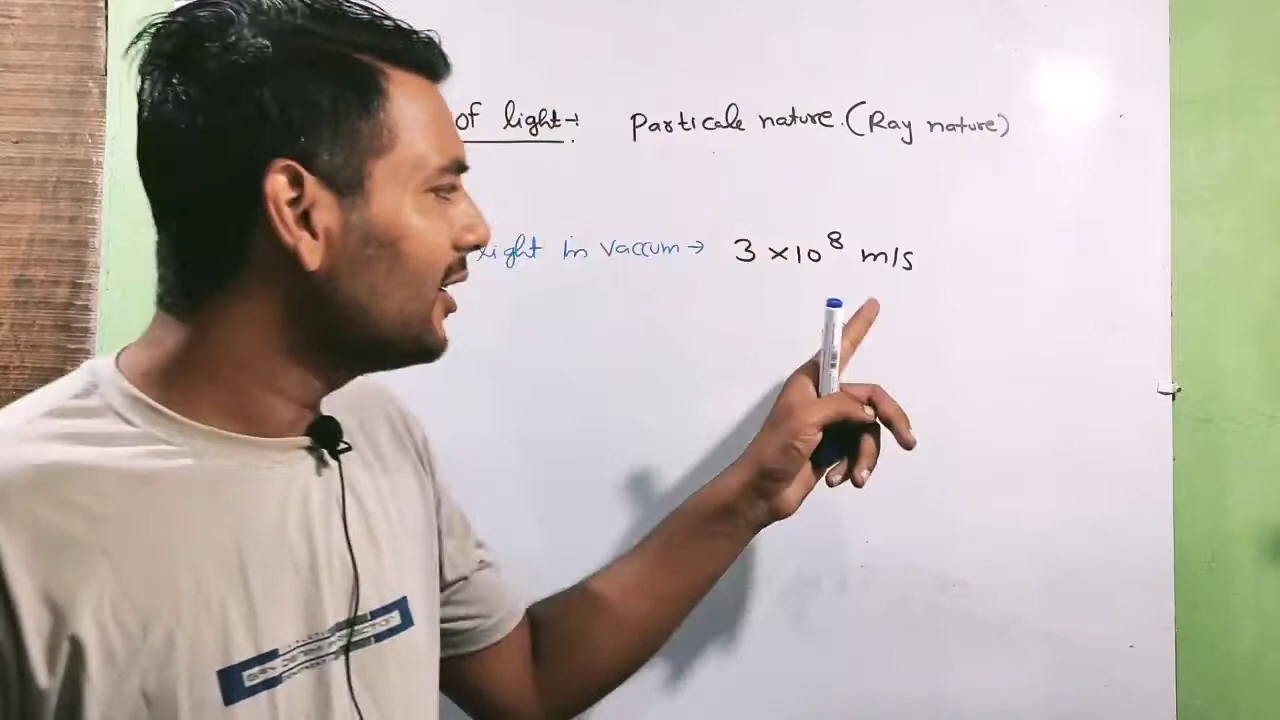 of light → Particale nature. (Ray nature)
light in vaccum → 3 × 10⁸ m/s